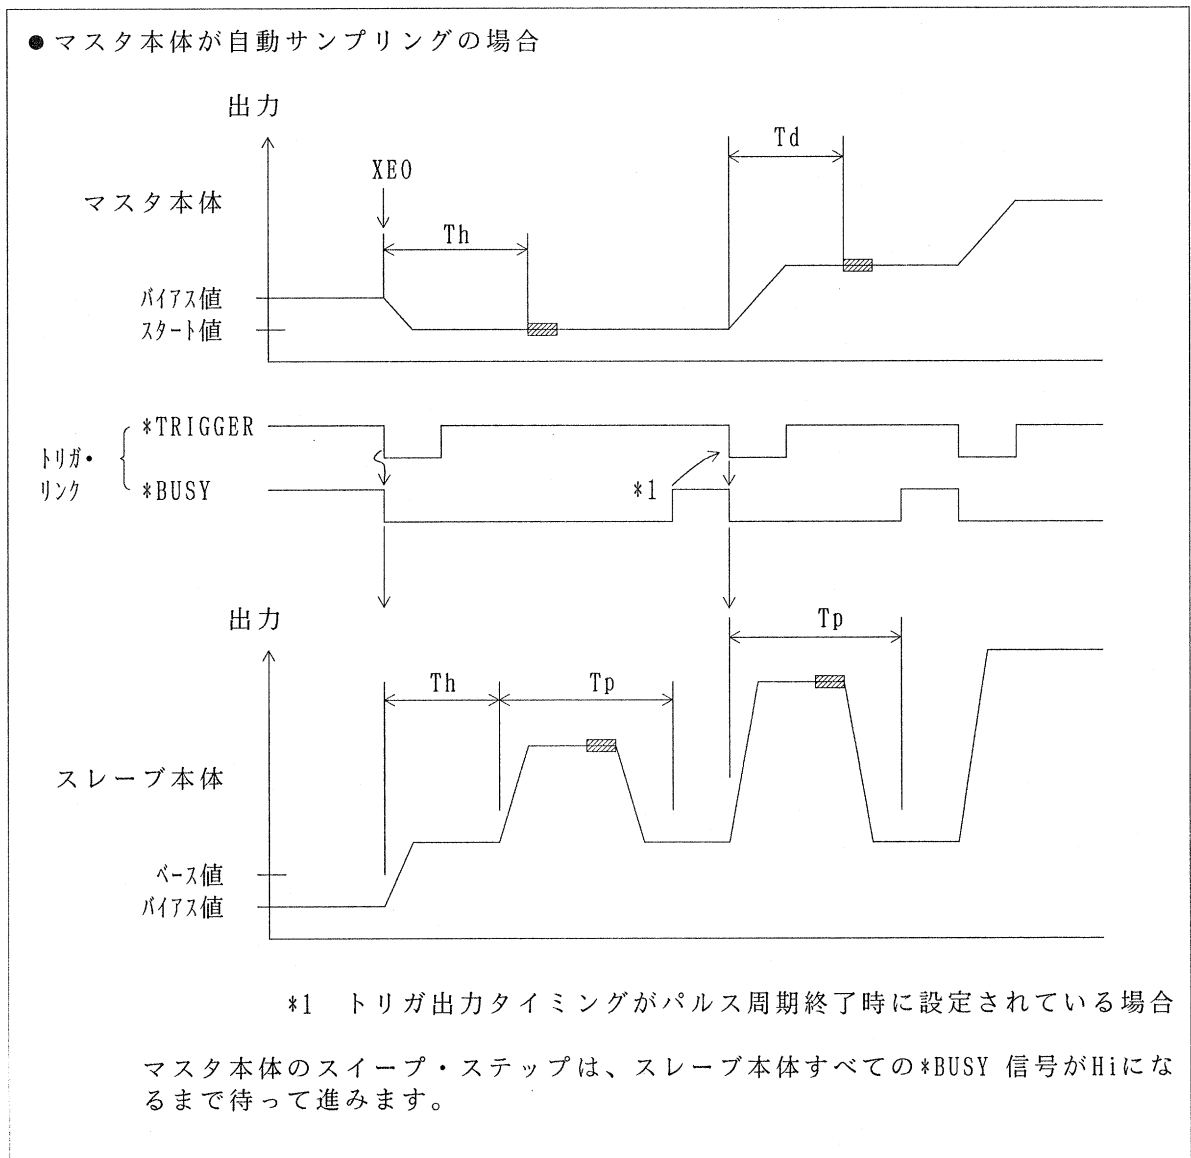 ●マスタ本体が自動サンプリングの場合
出力
Td
XE0
マスタ本体
Th
バイアス値
スタート値
*TRIGGER
トリガ・
リンク
*BUSY
*1
出力
Tp
Th
Tp
スレーブ本体
ベース値
バイアス値
*1 トリガ出力タイミングがパルス周期終了時に設定されている場合
マスタ本体のスイープ・ステップは、スレーブ本体すべての*BUSY 信号がHiにな
るまで待って進みます。